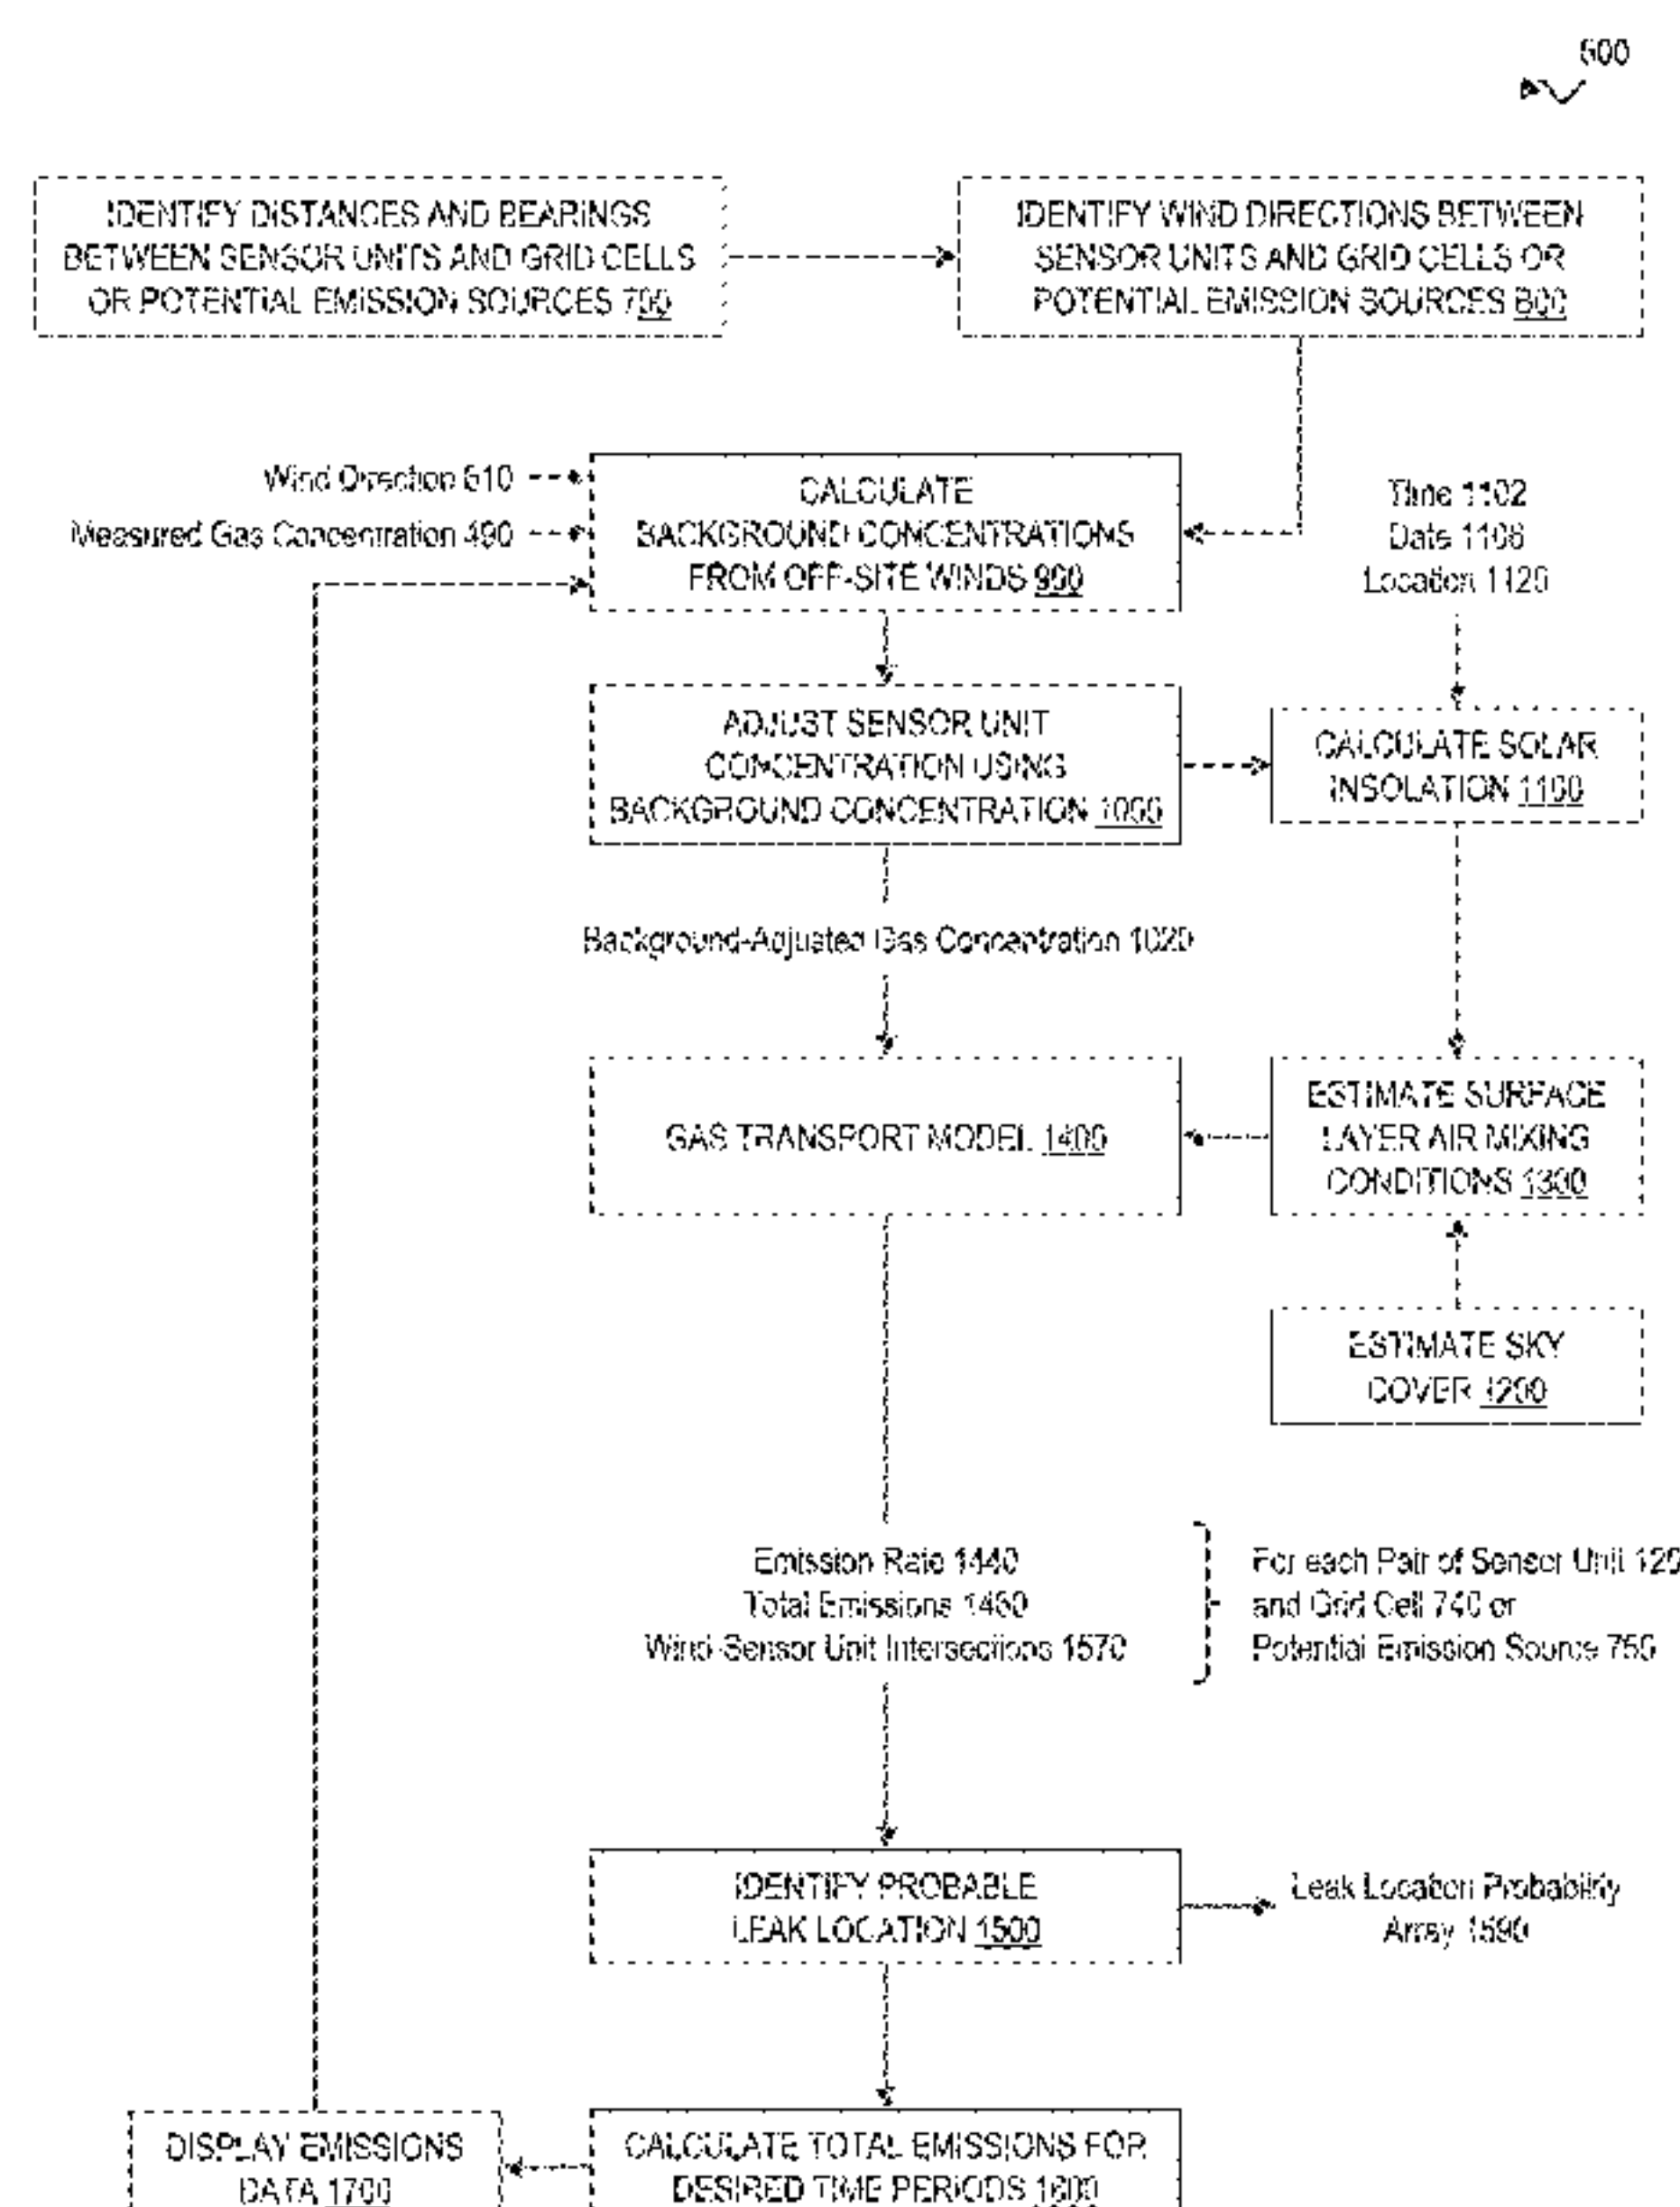 600
IDENTIFY DISTANCES AND BEARINGS
BETWEEN SENSOR UNITS AND GRID CELLS
OR POTENTIAL EMISSION SOURCES 700
IDENTIFY WIND DIRECTIONS BETWEEN
SENSOR UNITS AND GRID CELLS OR
POTENTIAL EMISSION SOURCES 800
Wind Direction 610
Measured Gas Concentration 490
CALCULATE
BACKGROUND CONCENTRATIONS
FROM OFF-SITE WINDS 900
Time 1102
Date 1106
Location 1120
ADJUST SENSOR UNIT
CONCENTRATION USING
BACKGROUND CONCENTRATION 1000
CALCULATE SOLAR
INSOLATION 1100
Background-Adjusted Gas Concentration 1020
GAS TRANSPORT MODEL 1400
ESTIMATE SURFACE
LAYER AIR MIXING
CONDITIONS 1300
ESTIMATE SKY
COVER 1200
Emission Rate 1440
Total Emissions 1460
Wind-Sensor Unit Intersections 1570
For each Pair of Sensor Unit 120
and Grid Cell 740 or
Potential Emission Source 750
IDENTIFY PROBABLE
LEAK LOCATION 1500
Leak Location Probability
Array 1590
DISPLAY EMISSIONS
DATA 1700
CALCULATE TOTAL EMISSIONS FOR
DESIRED TIME PERIODS 1600